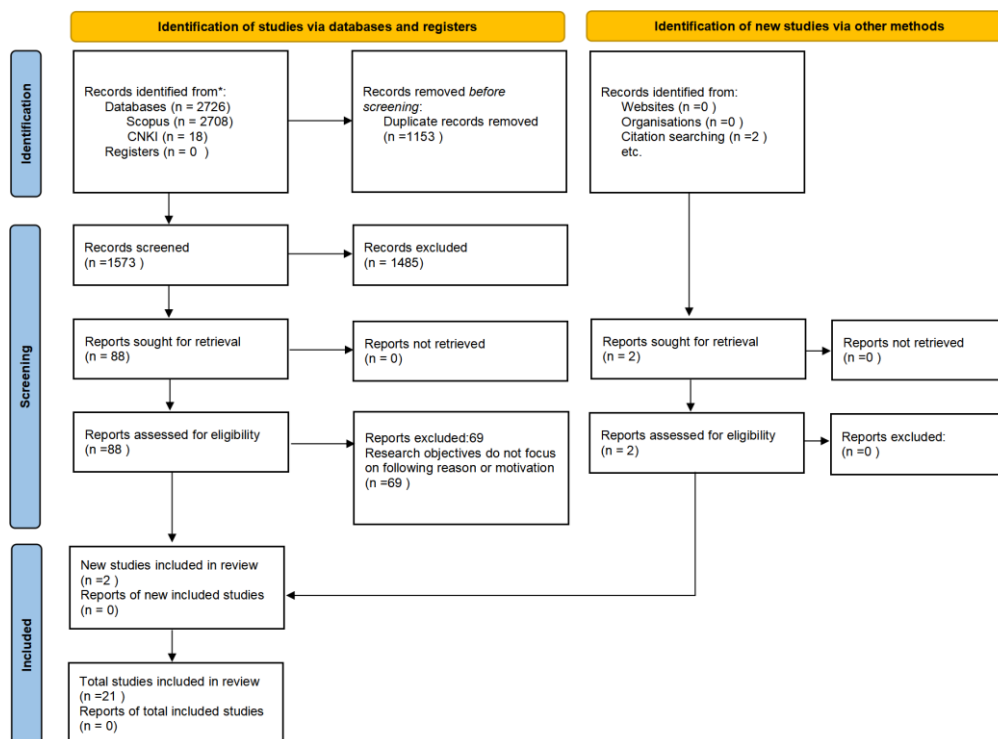 Identification of studies via databases and registers
Identification of new studies via other methods
Identification
Records identified from*:
Databases (n = 2726)
Scopus (n = 2708)
CNKI (n = 18)
Registers (n = 0 )
Records removed before
screening:
Duplicate records removed
(n =1153 )
Records identified from:
Websites (n =0 )
Organisations (n =0)
Citation searching (n =2 )
etc.
Screening
Records screened
(n =1573 )
Records excluded
(n = 1485)
Reports sought for retrieval
(n = 88)
Reports not retrieved
(n = 0)
Reports sought for retrieval
(n = 2)
Reports not retrieved
(n =0 )
Reports assessed for eligibility
(n =88 )
Reports excluded:69
Research objectives do not focus
on following reason or motivation
(n =69 )
Reports assessed for eligibility
(n = 2)
Reports excluded:
(n =0 )
Included
New studies included in review
(n =2 )
Reports of new included studies
(n = 0)
Total studies included in review
(n =21 )
Reports of total included studies
(n = 0)